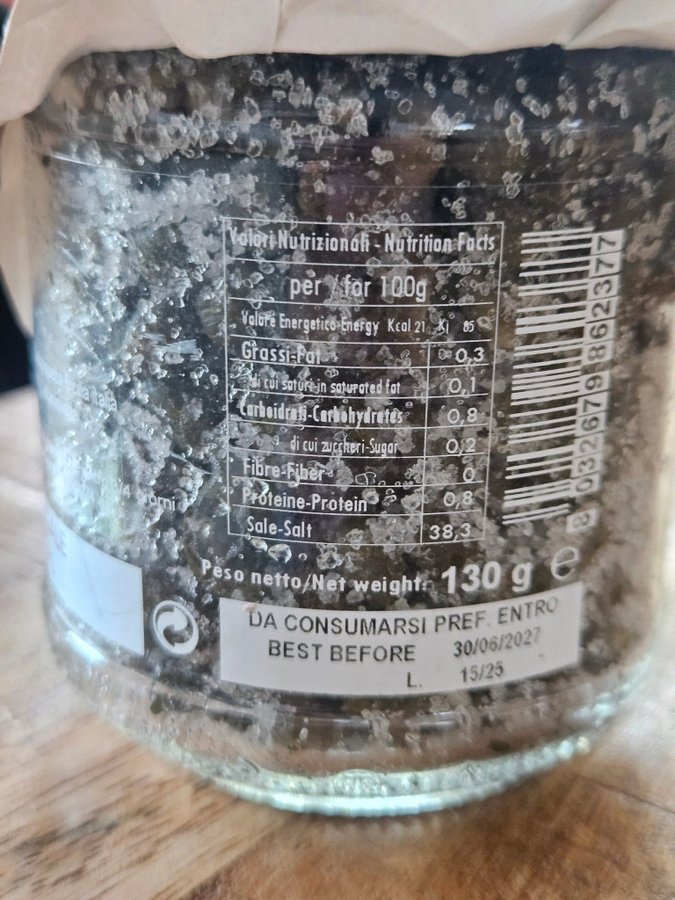 Valori Nutrizionali - Nutrition Facts
per / for 100g
Valore Energetico-Energy Kcal 21 Kj 85
Grassi-Fat 0,3
di cui saturi-in saturated fat 0,1
Carboidrati-Carbohydrates 0,8
di cui zuccheri-Sugar 0,2
Fibre-Fiber 0
Proteine-Protein 0,8
Sale-Salt 38,3
8 032679 862377
Peso netto/Net weight: 130 g e
DA CONSUMARSI PREF. ENTRO
BEST BEFORE 30/06/2027
L. 15/25